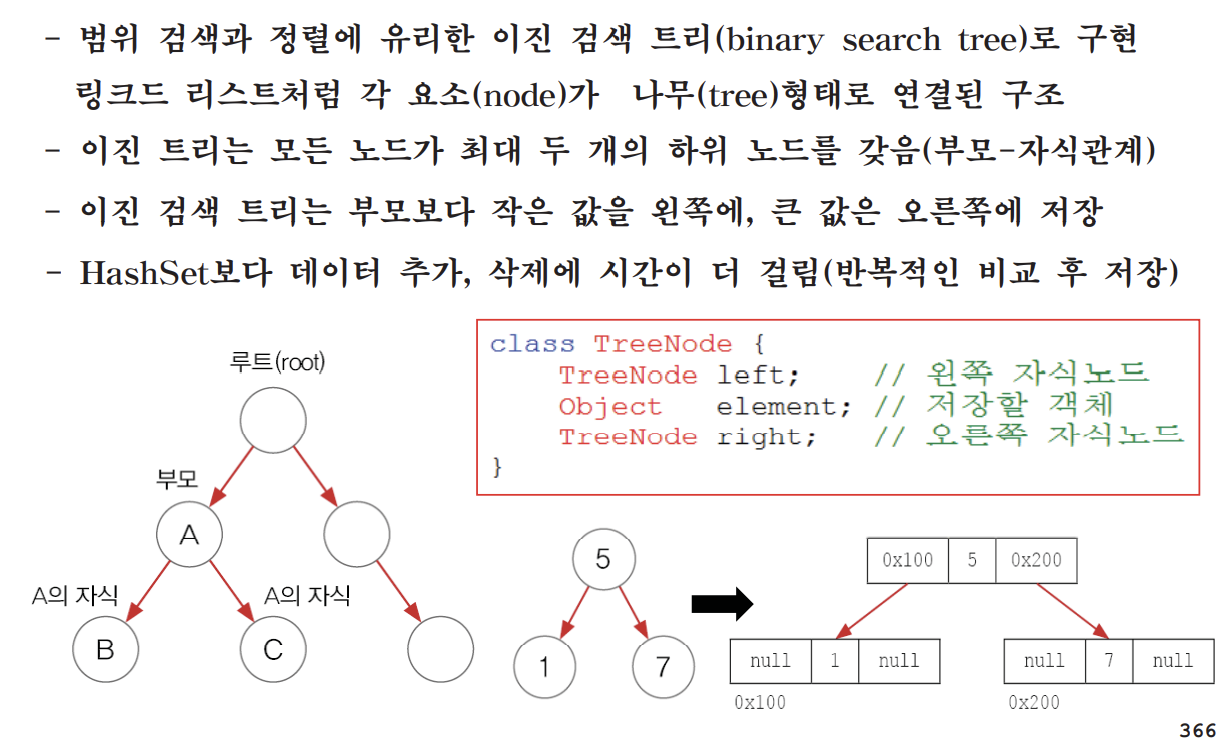 - 범위 검색과 정렬에 유리한 이진 검색 트리(binary search tree)로 구현
링크드 리스트처럼 각 요소(node)가 나무(tree)형태로 연결된 구조
- 이진 트리는 모든 노드가 최대 두 개의 하위 노드를 갖음(부모-자식관계)
- 이진 검색 트리는 부모보다 작은 값을 왼쪽에, 큰 값은 오른쪽에 저장
- HashSet보다 데이터 추가, 삭제에 시간이 더 걸림(반복적인 비교 후 저장)
class TreeNode {
TreeNode left; // 왼쪽 자식노드
Object element; // 저장할 객체
TreeNode right; // 오른쪽 자식노드
}
루트(root)
부모
A
A의 자식
A의 자식
B
C
5
1
7
0x100 5 0x200
null 1 null
null 7 null
0x100
0x200
366